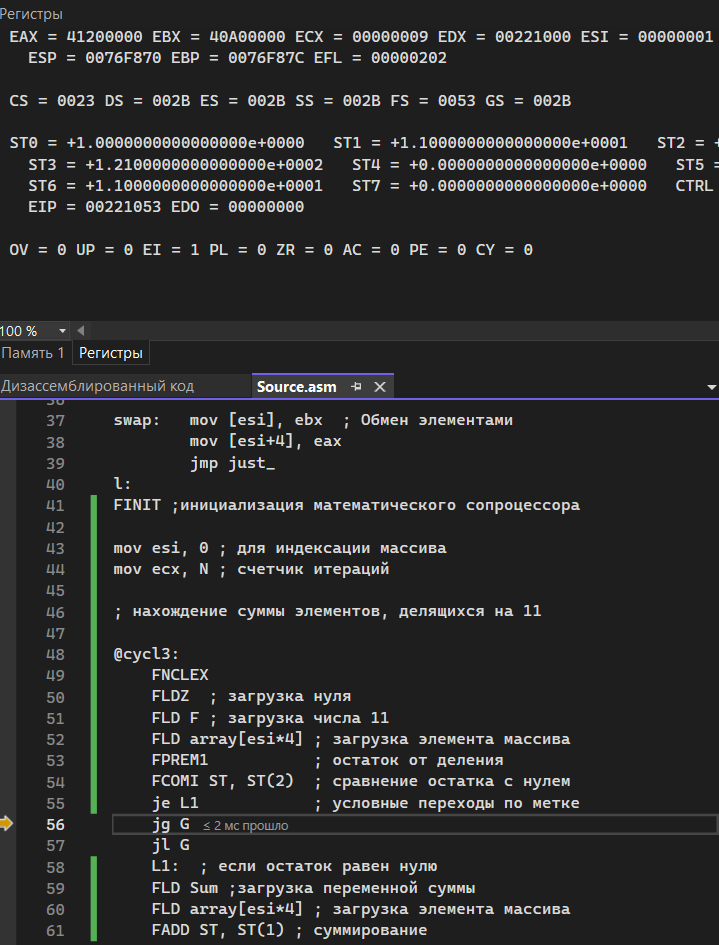 Регистры
EAX = 41200000 EBX = 40A00000 ECX = 00000009 EDX = 00221000 ESI = 00000001
ESP = 0076F870 EBP = 0076F87C EFL = 00000202
CS = 0023 DS = 002B ES = 002B SS = 002B FS = 0053 GS = 002B
ST0 = +1.0000000000000000e+0000 ST1 = +1.1000000000000000e+0001 ST2 = +
ST3 = +1.2100000000000000e+0002 ST4 = +0.0000000000000000e+0000 ST5 =
ST6 = +1.1000000000000000e+0001 ST7 = +0.0000000000000000e+0000 CTRL
EIP = 00221053 EDO = 00000000
OV = 0 UP = 0 EI = 1 PL = 0 ZR = 0 AC = 0 PE = 0 CY = 0
100 %
Память 1 Регистры
Дизассемблированный код Source.asm
36
37 swap: mov [esi], ebx ; Обмен элементами
38 mov [esi+4], eax
39 jmp just_
40 l:
41 FINIT ;инициализация математического сопроцессора
42
43 mov esi, 0 ; для индексации массива
44 mov ecx, N ; счетчик итераций
45
46 ; нахождение суммы элементов, делящихся на 11
47
48 @cycl3:
49 FNCLEX
50 FLDZ ; загрузка нуля
51 FLD F ; загрузка числа 11
52 FLD array[esi*4] ; загрузка элемента массива
53 FPREM1 ; остаток от деления
54 FCOMI ST, ST(2) ; сравнение остатка с нулем
55 je L1 ; условные переходы по метке
56 jg G ≤ 2 мс прошло
57 jl G
58 L1: ; если остаток равен нулю
59 FLD Sum ;загрузка переменной суммы
60 FLD array[esi*4] ; загрузка элемента массива
61 FADD ST, ST(1) ; суммирование